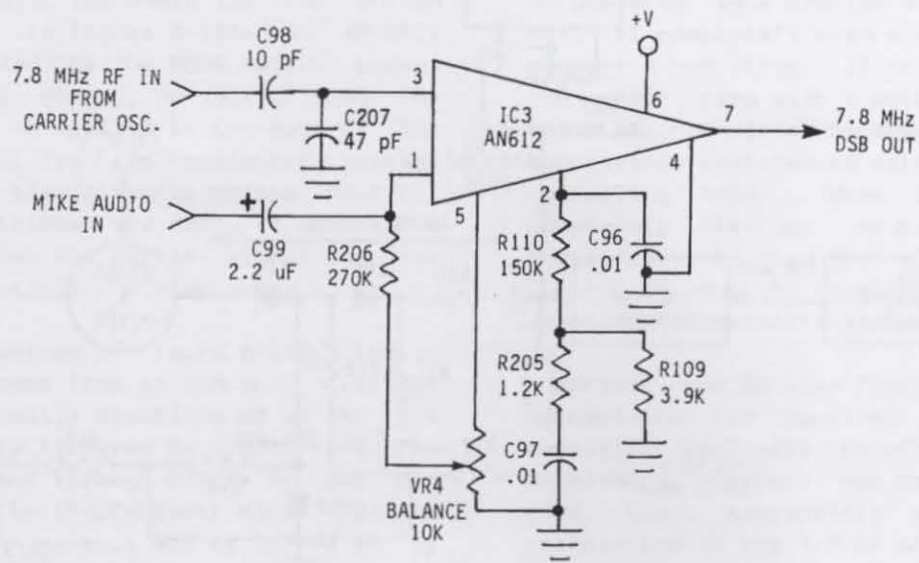 +V
C98
10 pF
7.8 MHz RF IN
FROM
CARRIER OSC.
3
6
IC3
AN612
7
7.8 MHz
DSB OUT
C207
47 pF
1
4
MIKE AUDIO
IN
+
5
2
C99
2.2 uF
R206
270K
R110
150K
C96
.01
R205
1.2K
R109
3.9K
VR4
BALANCE
10K
C97
.01